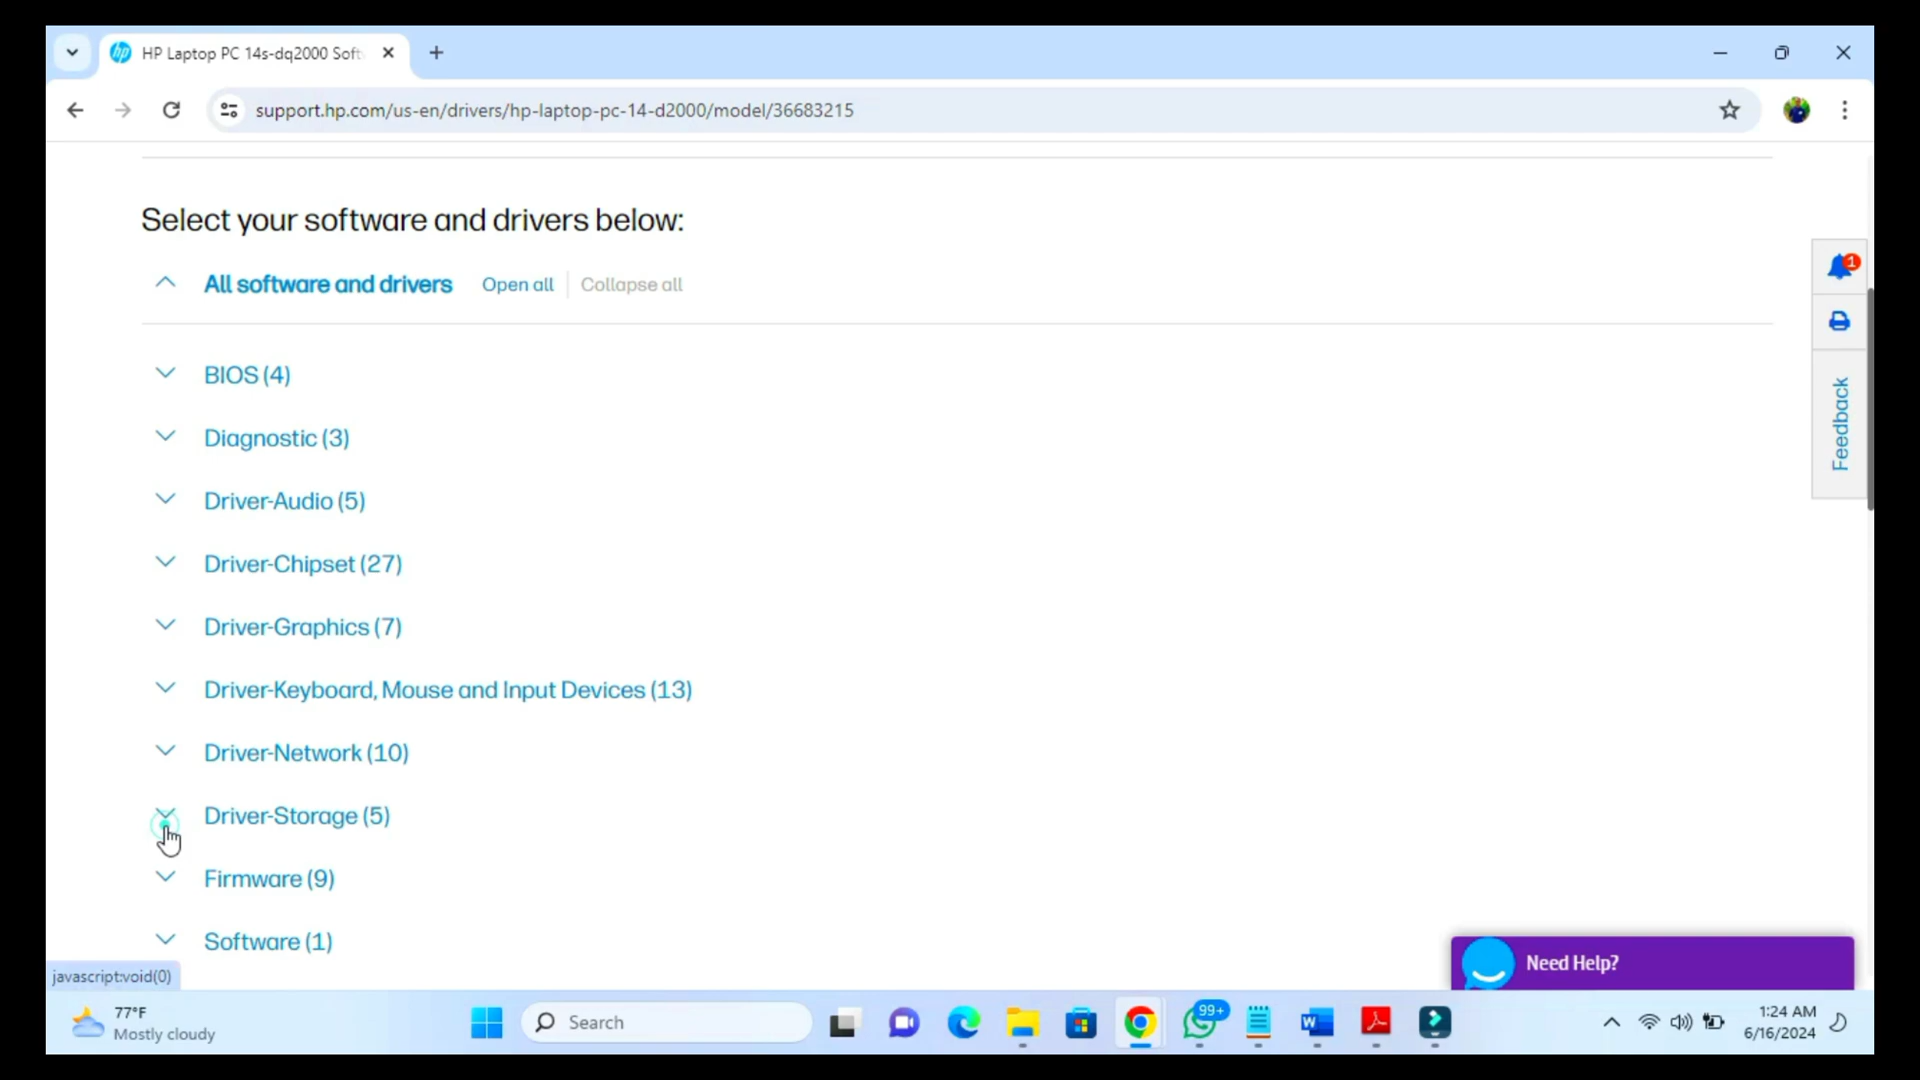 HP Laptop PC 14s-dq2000 Soft
support.hp.com/us-en/drivers/hp-laptop-pc-14-d2000/model/36683215
Select your software and drivers below:
All software and drivers Open all Collapse all
BIOS (4)
Diagnostic (3)
Driver-Audio (5)
Driver-Chipset (27)
Driver-Graphics (7)
Driver-Keyboard, Mouse and Input Devices (13)
Driver-Network (10)
Driver-Storage (5)
Firmware (9)
Software (1)
1
Feedback
Need Help?
javascript:void(0)
77°F
Mostly cloudy
Search
99+
1:24 AM
6/16/2024